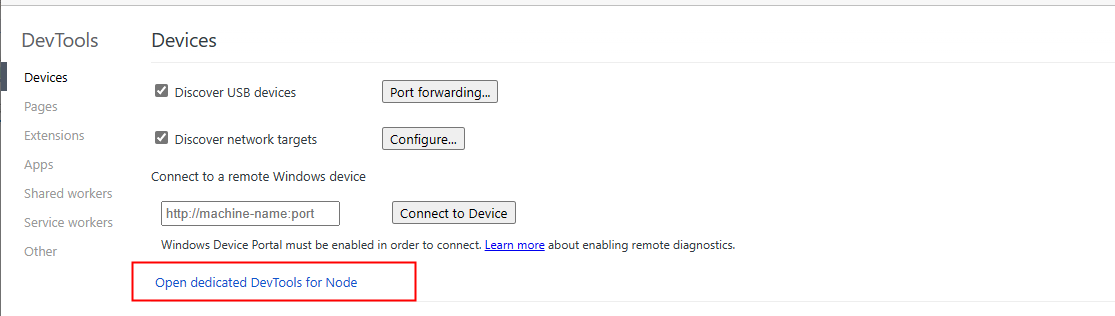 DevTools
Devices
Pages
Extensions
Apps
Shared workers
Service workers
Other
Devices
Discover USB devices
Port forwarding...
Discover network targets
Configure...
Connect to a remote Windows device
http://machine-name:port
Connect to Device
Windows Device Portal must be enabled in order to connect. Learn more about enabling remote diagnostics.
Open dedicated DevTools for Node